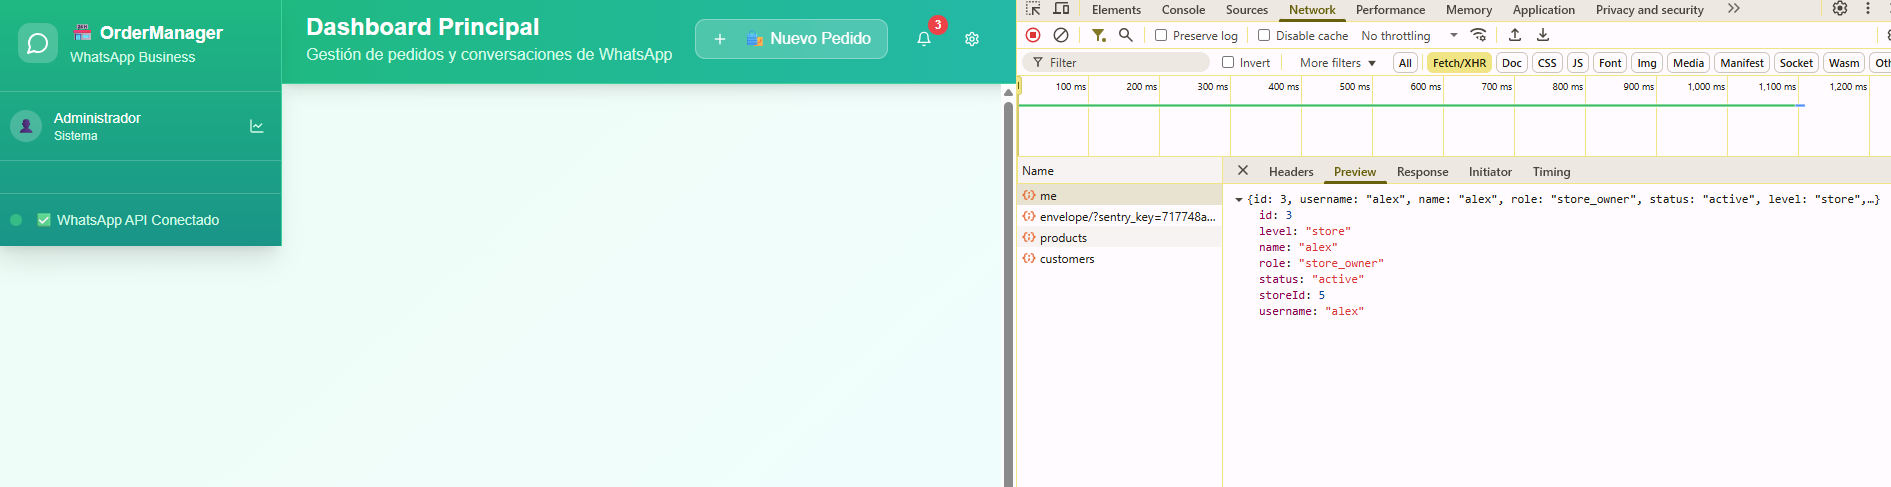 OrderManager
WhatsApp Business
Administrador
Sistema
WhatsApp API Conectado
Dashboard Principal
Gestión de pedidos y conversaciones de WhatsApp
+ Nuevo Pedido
3
Elements Console Sources Network Performance Memory Application Privacy and security
Preserve log Disable cache No throttling
Filter Invert More filters All Fetch/XHR Doc CSS JS Font Img Media Manifest Socket Wasm
100 ms 200 ms 300 ms 400 ms 500 ms 600 ms 700 ms 800 ms 900 ms 1,000 ms 1,100 ms 1,200 ms
Name
me
envelope/?sentry_key=717748a...
products
customers
Headers Preview Response Initiator Timing
{id: 3, username: "alex", name: "alex", role: "store_owner", status: "active", level: "store",…}
id: 3
level: "store"
name: "alex"
role: "store_owner"
status: "active"
storeId: 5
username: "alex"